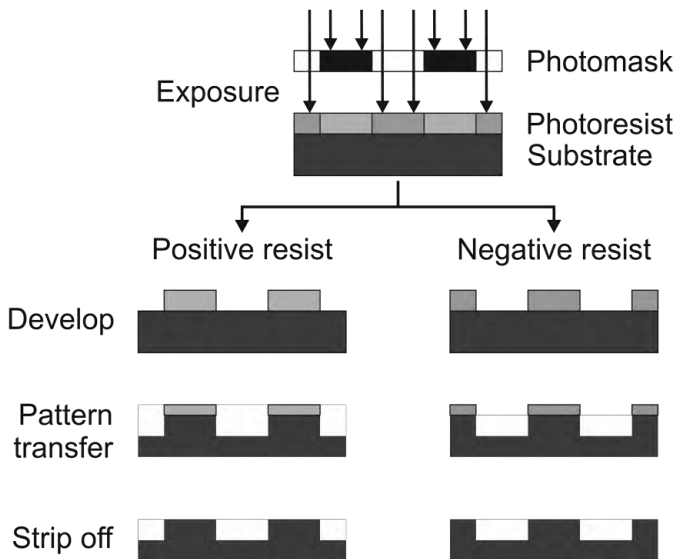 Photomask
Exposure
Photoresist
Substrate
Positive resist
Negative resist
Develop
Pattern
transfer
Strip off